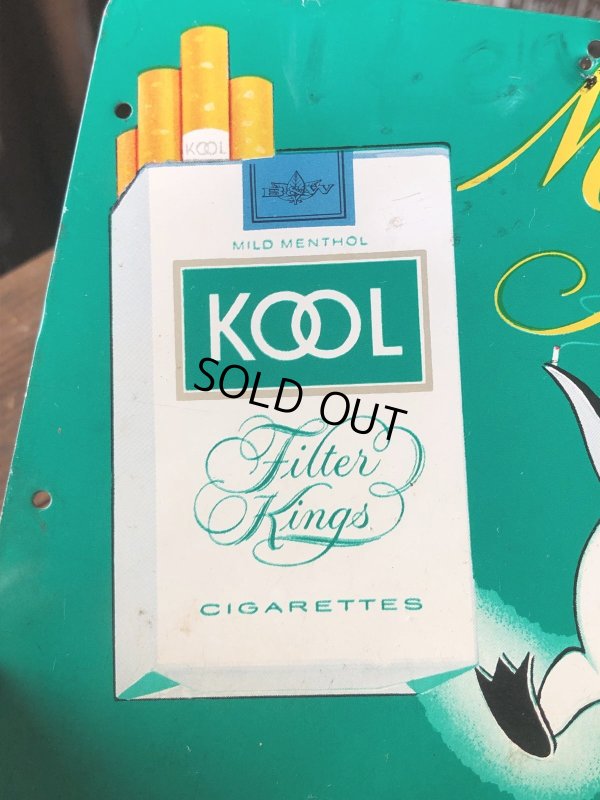 KOOL
B&W
MILD MENTHOL
KOOL
SOLD OUT
Filter
Kings
CIGARETTES
M